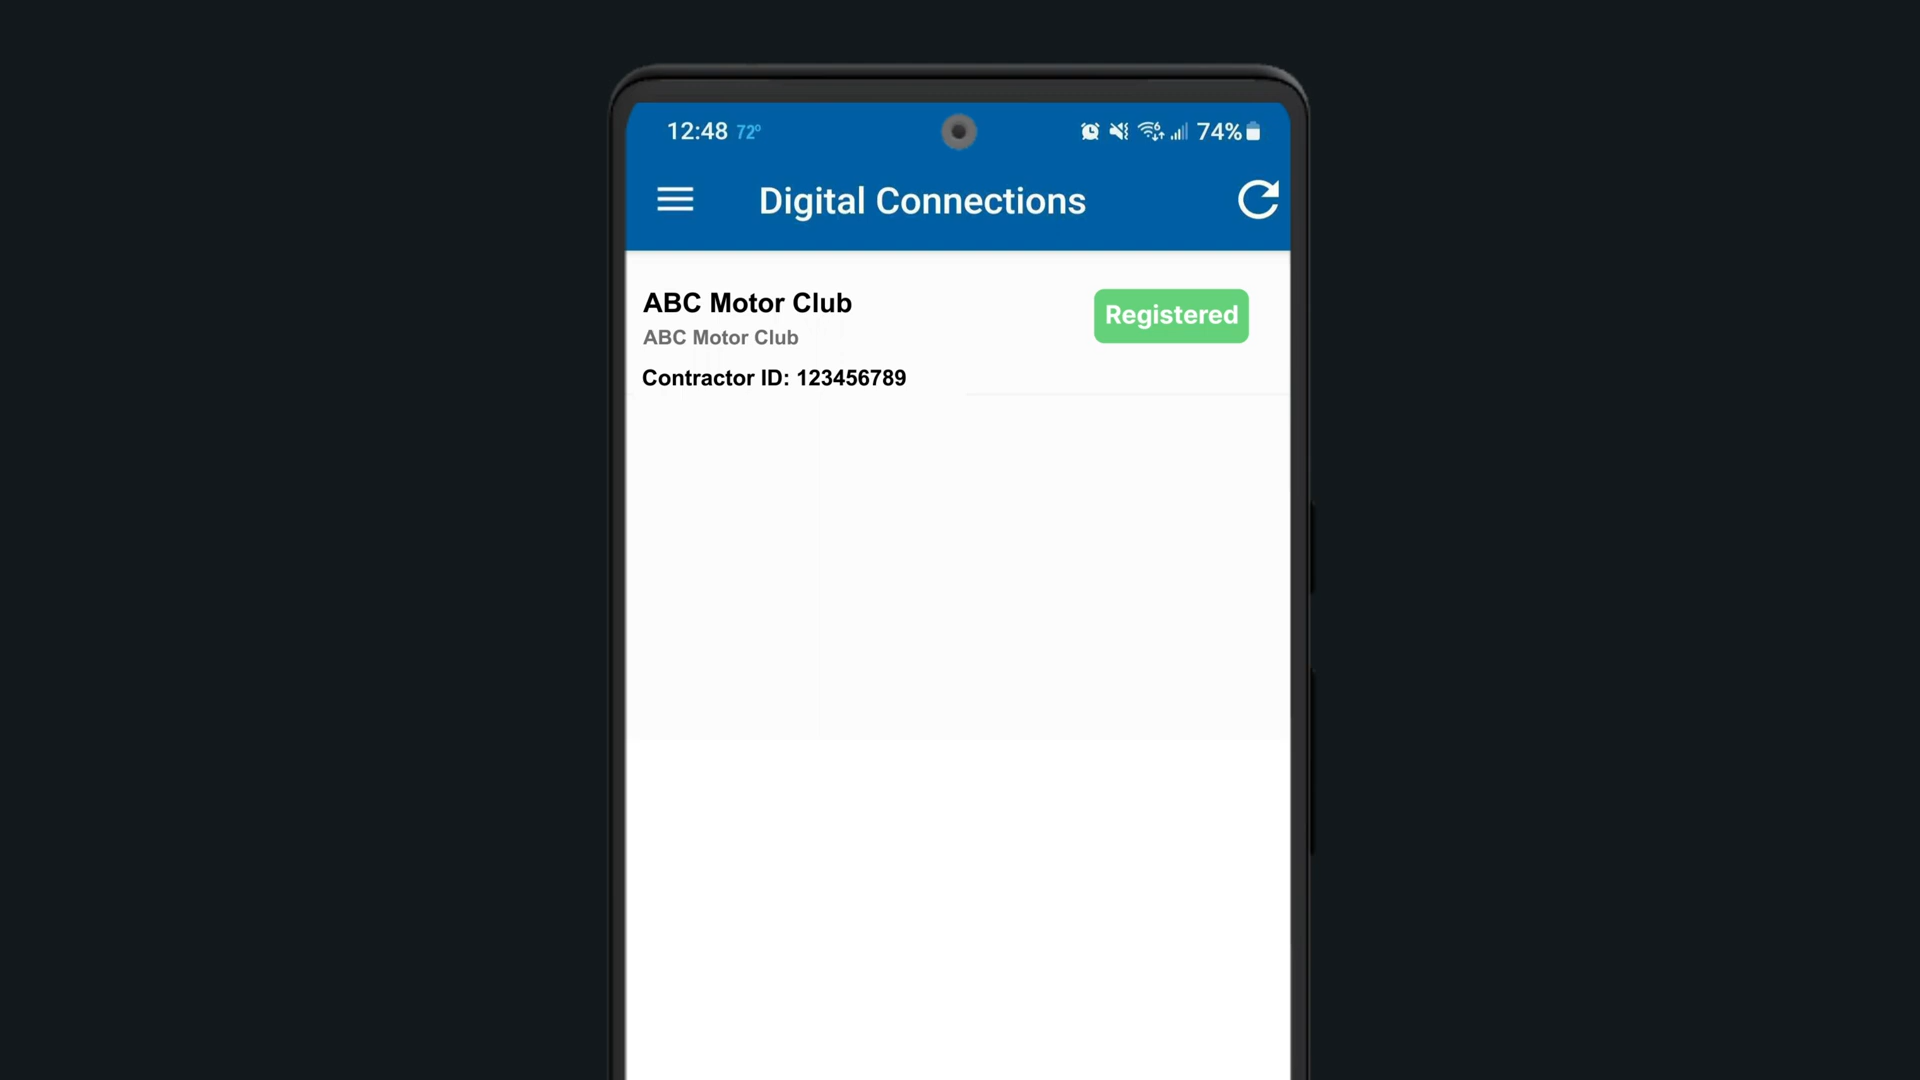 12:48 72° 74%
Digital Connections
ABC Motor Club
Registered
ABC Motor Club
Contractor ID: 123456789